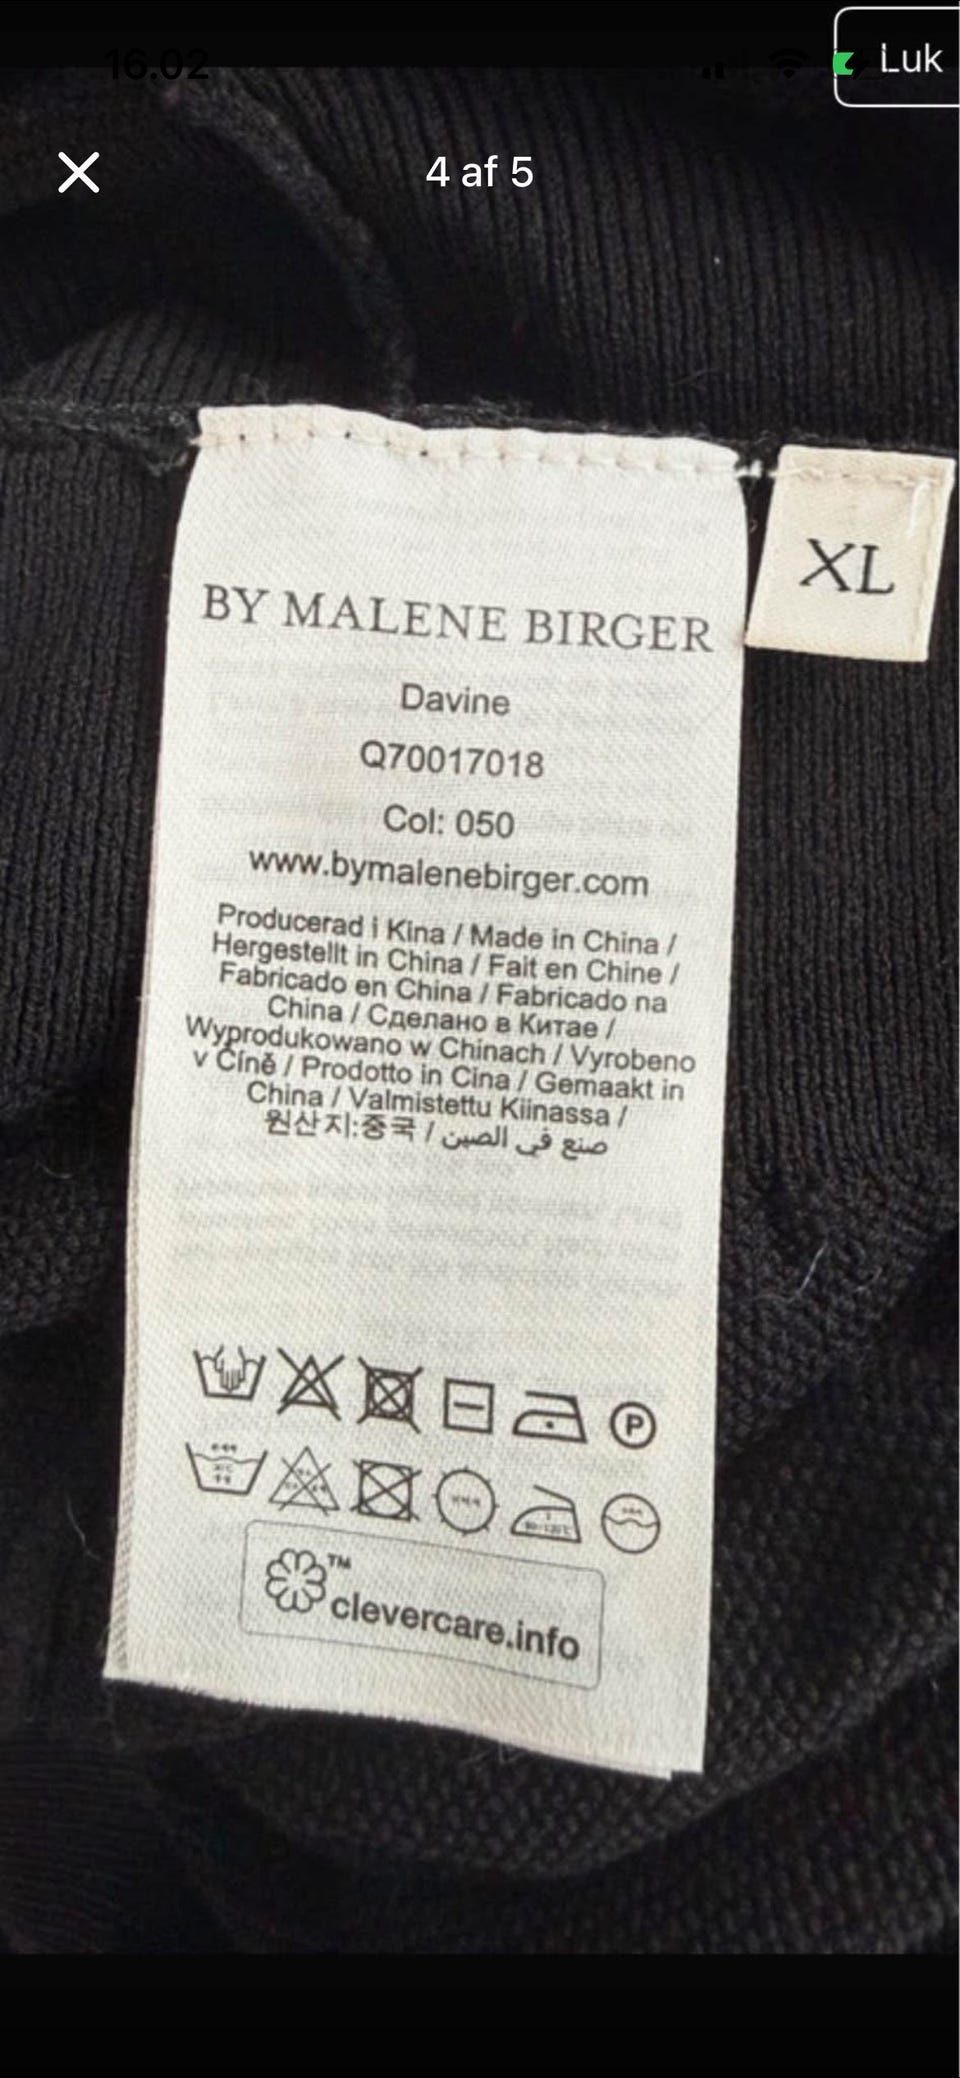 16.02
Luk
4 af 5
BY MALENE BIRGER
XL
Davine
Q70017018
Col: 050
www.bymalenebirger.com
Producerad i Kina / Made in China /
Hergestellt in China / Fait en Chine /
Fabricado en China / Fabricado na
China / Сделано в Китае /
Wyprodukowano w Chinach / Vyrobeno
v Číně / Prodotto in Cina / Gemaakt in
China / Valmistettu Kiinassa /
원산지:중국 / صنع في الصين
P
TM
clevercare.info